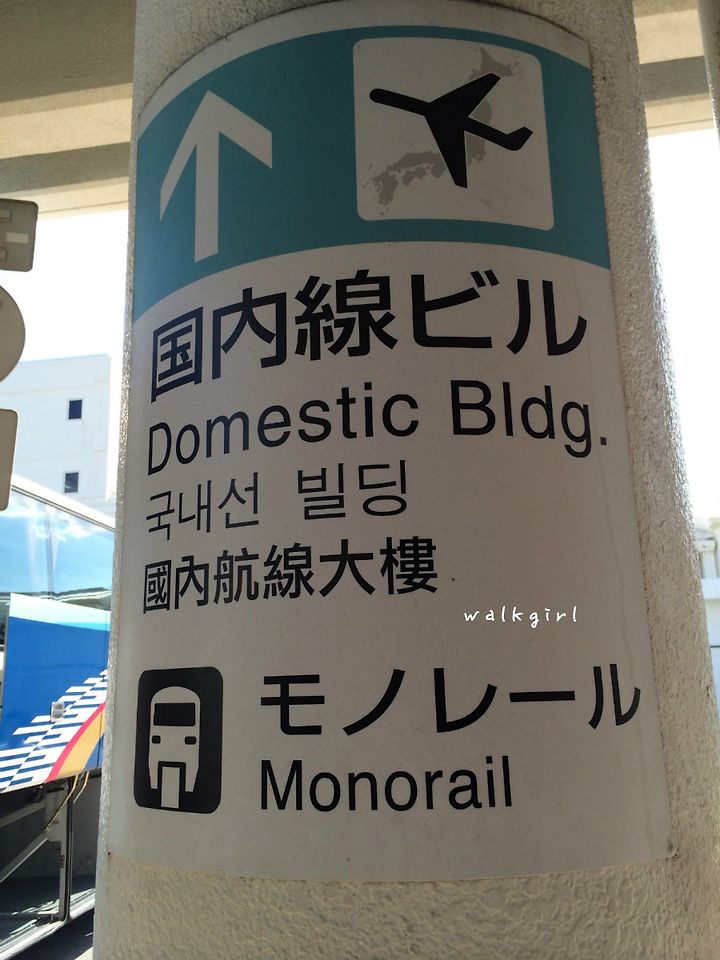 国内線ビル
Domestic Bldg.
국내선 빌딩
國內航線大樓
walkgirl
モノレール
Monorail